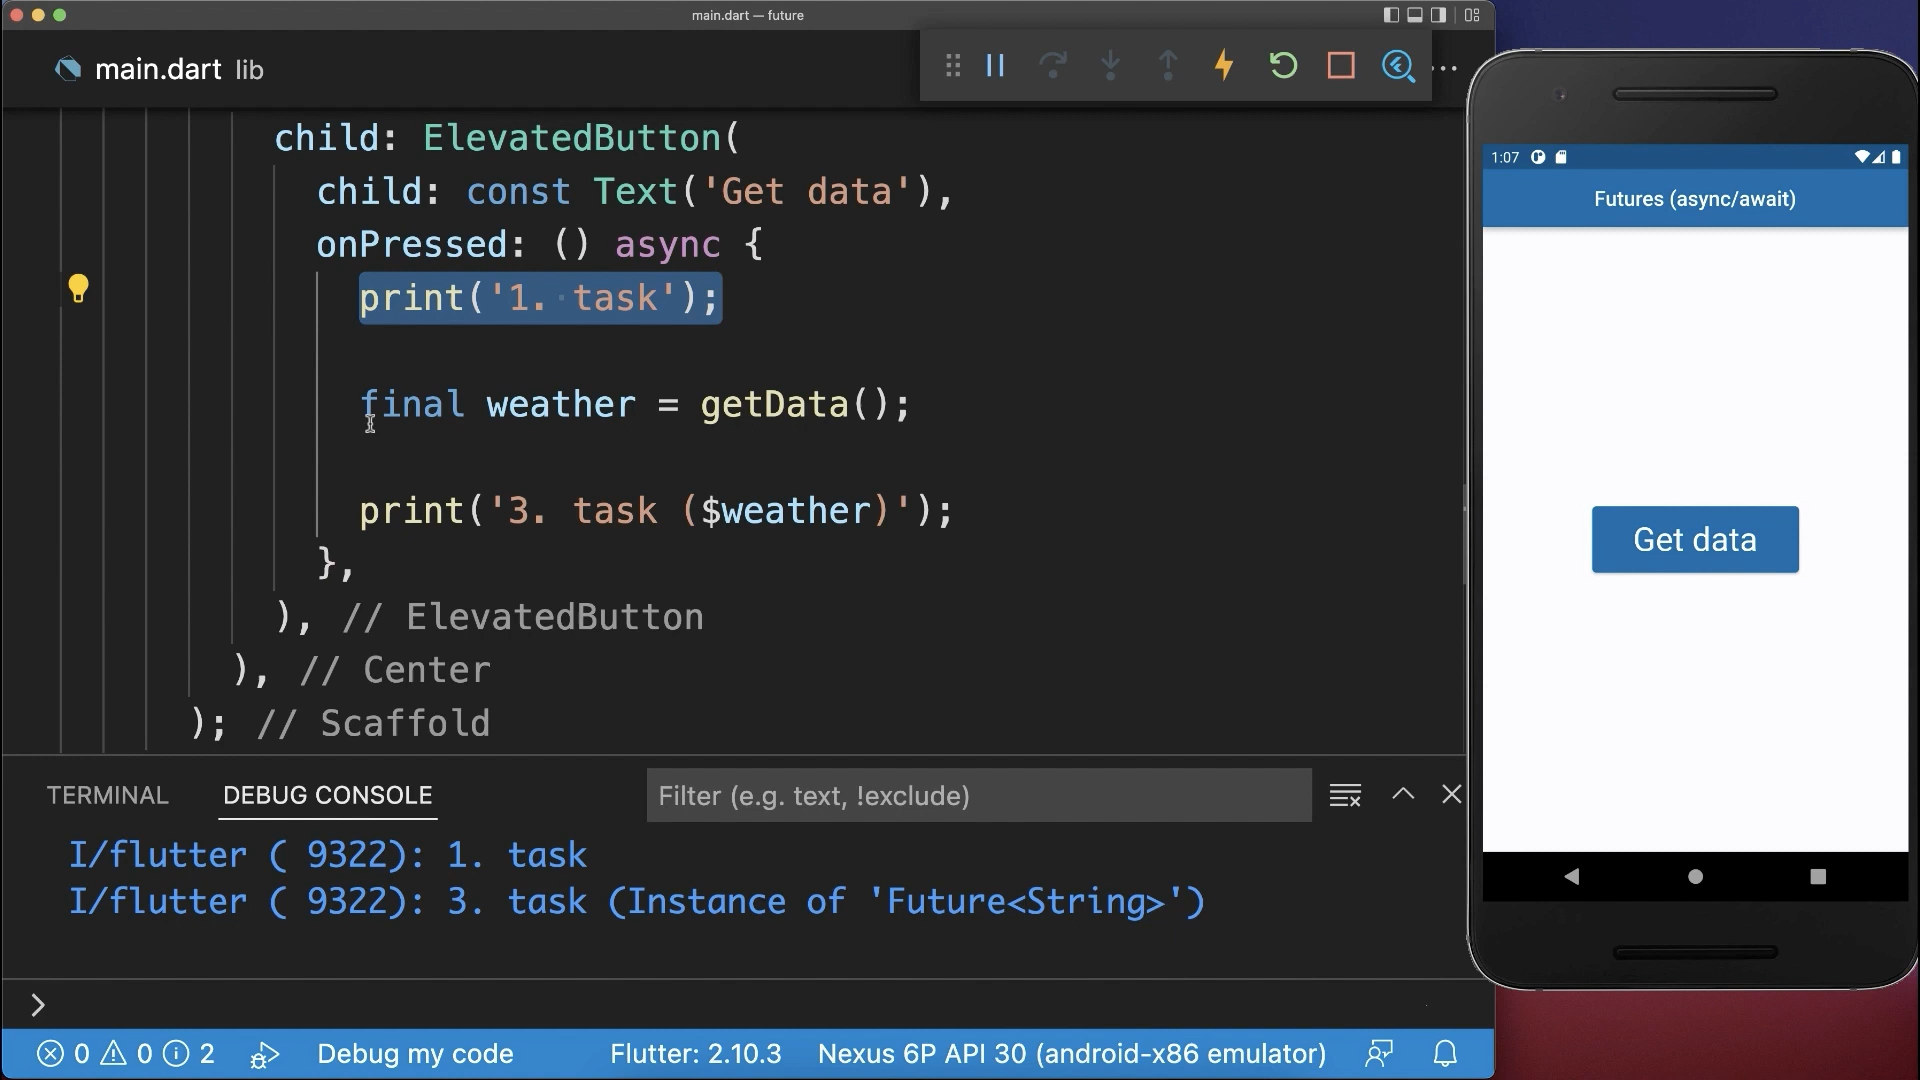 main.dart — future
main.dart lib
child: ElevatedButton(
child: const Text('Get data'),
onPressed: () async {
print('1. task');
final weather = getData();
print('3. task ($weather)');
},
), // ElevatedButton
), // Center
); // Scaffold
TERMINAL DEBUG CONSOLE Filter (e.g. text, !exclude)
I/flutter ( 9322): 1. task
I/flutter ( 9322): 3. task (Instance of 'Future<String>')
0 0 2 Debug my code Flutter: 2.10.3 Nexus 6P API 30 (android-x86 emulator)
1:07
Futures (async/await)
Get data